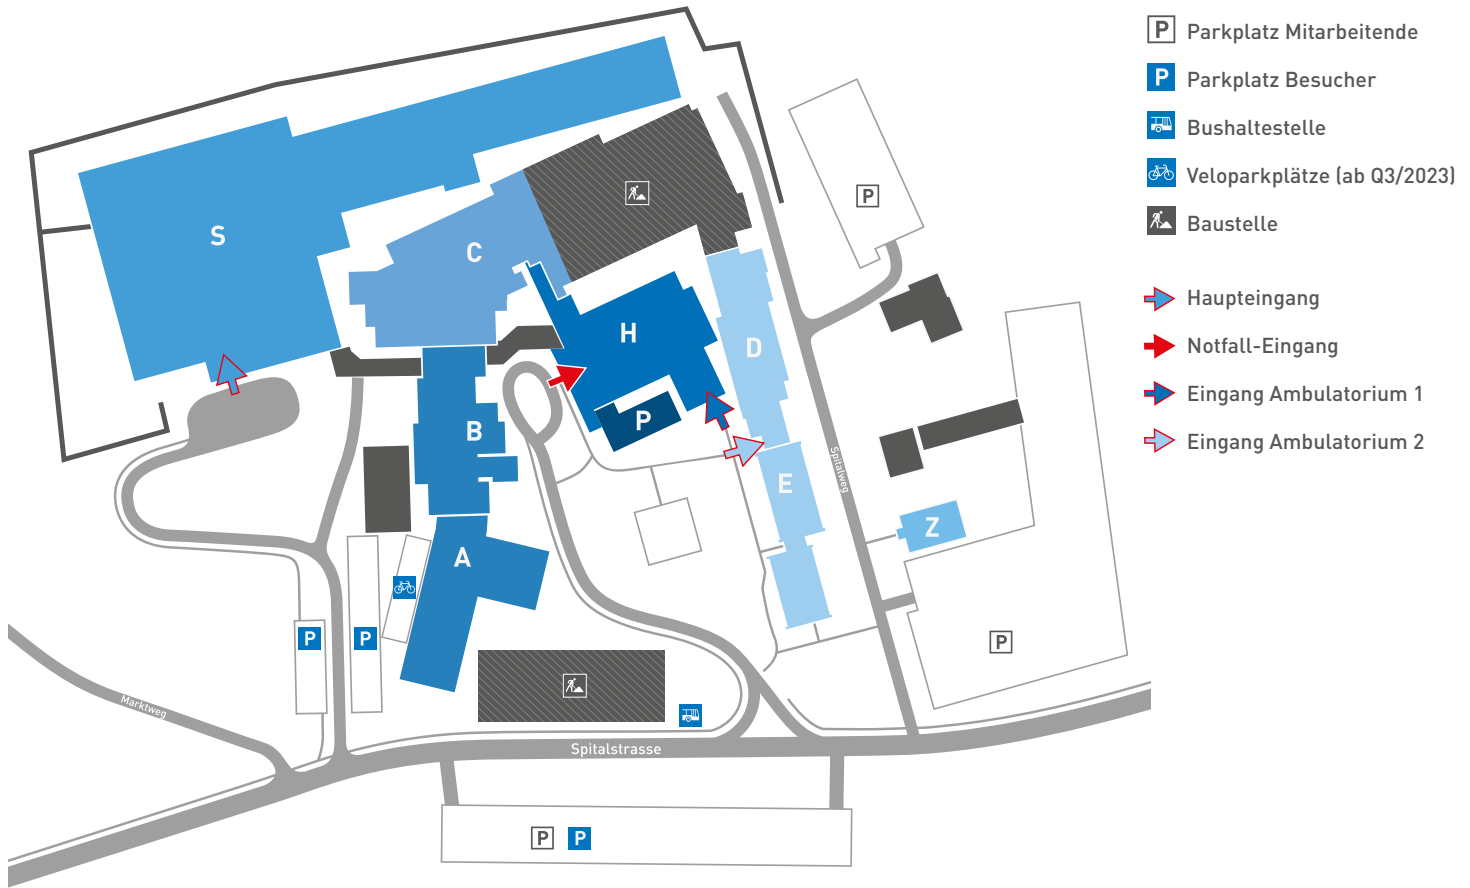 P Parkplatz Mitarbeitende
P Parkplatz Besucher
Bushaltestelle
Veloparkplätze (ab Q3/2023)
Baustelle
Haupteingang
Notfall-Eingang
Eingang Ambulatorium 1
Eingang Ambulatorium 2
P
S
C
H
D
P
B
E
Spitalweg
Z
A
P
P
P
Marktweg
Spitalstrasse
P P